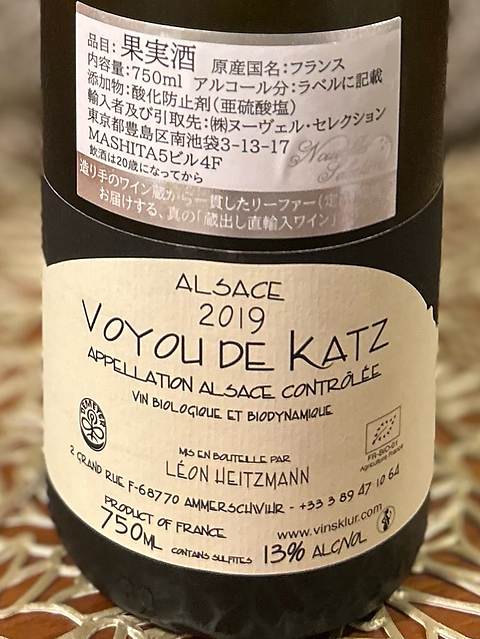 品目:果実酒 原産国名:フランス
内容量:750ml アルコール分:ラベルに記載
添加物:酸化防止剤(亜硫酸塩)
輸入者及び引取先:㈱ヌーヴェル・セレクション
東京都豊島区南池袋3-13-17
MASHITA5ビル4F
飲酒は20歳になってから
造り手のワイン蔵から一貫したリーファー(定
お届けする、真の「蔵出し直輸入ワイン」
ALSACE
2019
VOYOU DE KATZ
APPELLATION ALSACE CONTRÔLÉE
VIN BIOLOGIQUE ET BIODYNAMIQUE
FR-BIO-01
Agriculture France
MIS EN BOUTEILLE PAR
LÉON HEITZMANN
2 GRAND RUE F-68770 AMMERSCHWIHR - +33 3 89 47 10 64
PRODUCT OF FRANCE
www.vinsklur.com
750ML CONTAINS SULFITES 13% ALC/VOL